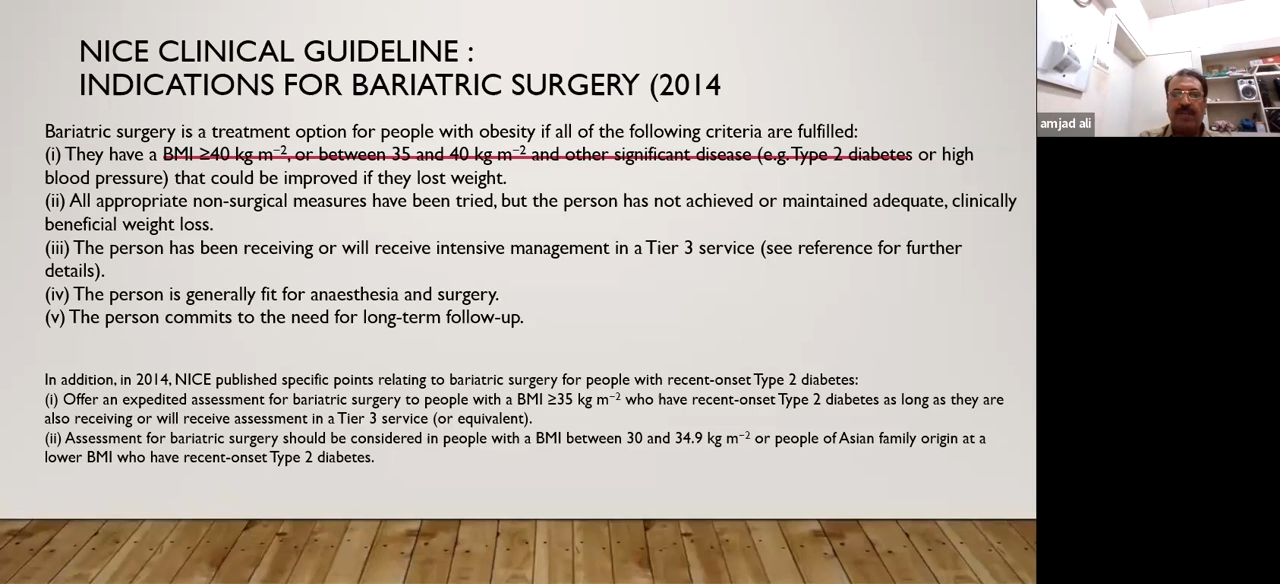 NICE CLINICAL GUIDELINE :
INDICATIONS FOR BARIATRIC SURGERY (2014
Bariatric surgery is a treatment option for people with obesity if all of the following criteria are fulfilled:
(i) They have a BMI ≥40 kg m⁻², or between 35 and 40 kg m⁻² and other significant disease (e.g. Type 2 diabetes or high
blood pressure) that could be improved if they lost weight.
(ii) All appropriate non-surgical measures have been tried, but the person has not achieved or maintained adequate, clinically
beneficial weight loss.
(iii) The person has been receiving or will receive intensive management in a Tier 3 service (see reference for further
details).
(iv) The person is generally fit for anaesthesia and surgery.
(v) The person commits to the need for long-term follow-up.
In addition, in 2014, NICE published specific points relating to bariatric surgery for people with recent-onset Type 2 diabetes:
(i) Offer an expedited assessment for bariatric surgery to people with a BMI ≥35 kg m⁻² who have recent-onset Type 2 diabetes as long as they are
also receiving or will receive assessment in a Tier 3 service (or equivalent).
(ii) Assessment for bariatric surgery should be considered in people with a BMI between 30 and 34.9 kg m⁻² or people of Asian family origin at a
lower BMI who have recent-onset Type 2 diabetes.
amjad ali